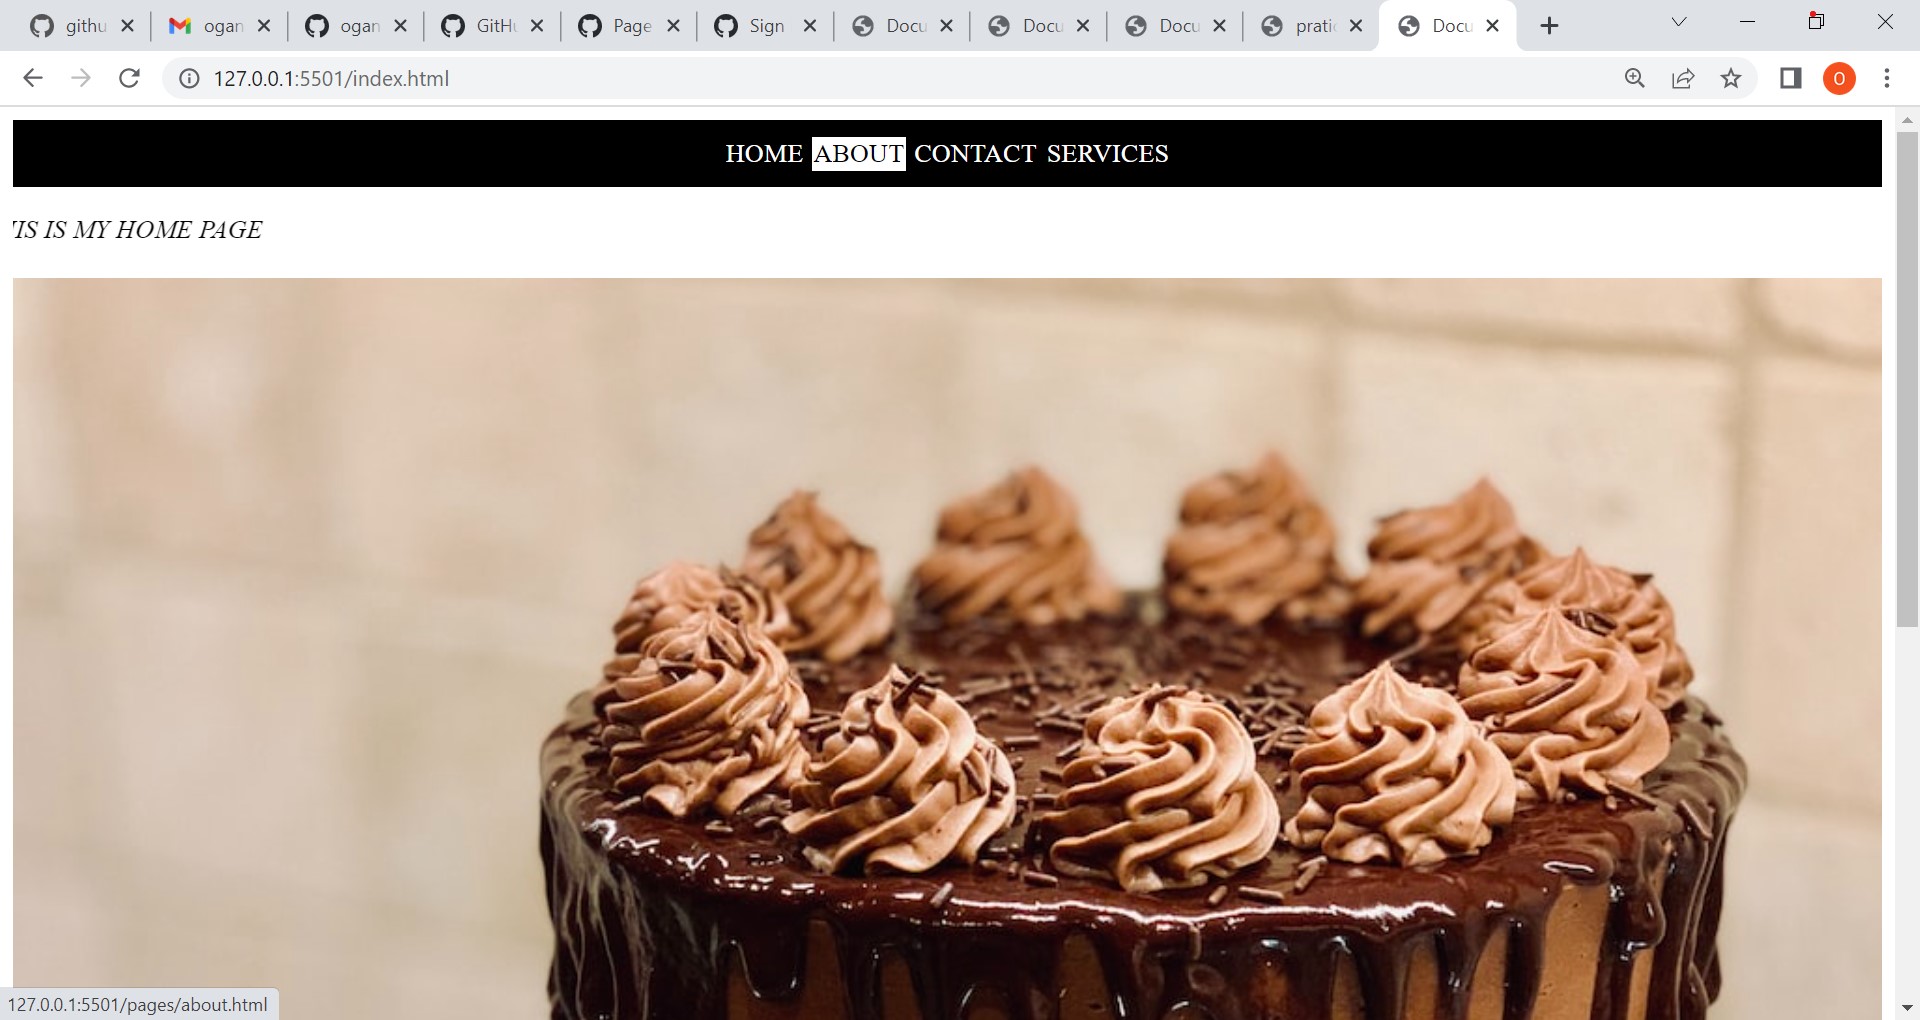 githu ogan ogan GitHu Page Sign Docu Docu Docu pratic Docu
127.0.0.1:5501/index.html O
HOME ABOUT CONTACT SERVICES
IS IS MY HOME PAGE
127.0.0.1:5501/pages/about.html